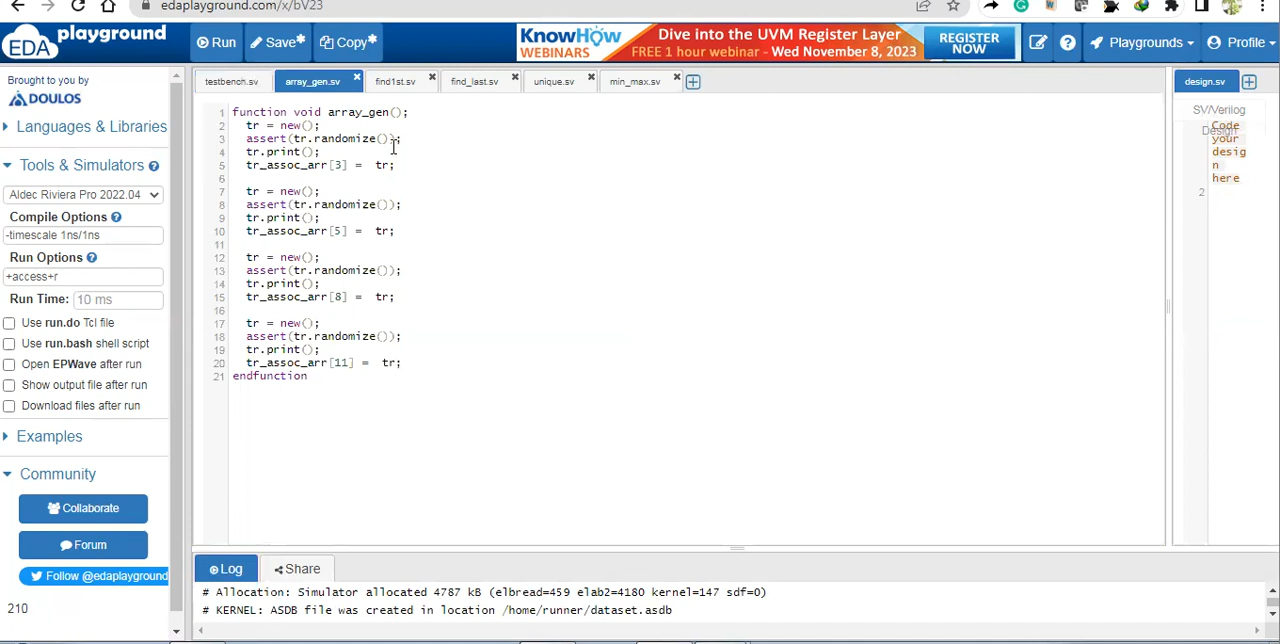 edaplayground.com/x/bV23
EDA playground
Run
Save*
Copy*
KnowHow WEBINARS
Dive into the UVM Register Layer
FREE 1 hour webinar - Wed November 8, 2023
REGISTER NOW
Playgrounds
Profile
Brought to you by
DOULOS
Languages & Libraries
Tools & Simulators
Aldec Riviera Pro 2022.04
Compile Options
-timescale 1ns/1ns
Run Options
+access+r
Run Time: 10 ms
Use run.do Tcl file
Use run.bash shell script
Open EPWave after run
Show output file after run
Download files after run
Examples
Community
Collaborate
Forum
Follow @edaplayground
210
testbench.sv array_gen.sv find1st.sv find_last.sv unique.sv min_max.sv
1 function void array_gen();
2 tr = new();
3 assert(tr.randomize());
4 tr.print();
5 tr_assoc_arr[3] = tr;
6
7 tr = new();
8 assert(tr.randomize());
9 tr.print();
10 tr_assoc_arr[5] = tr;
11
12 tr = new();
13 assert(tr.randomize());
14 tr.print();
15 tr_assoc_arr[8] = tr;
16
17 tr = new();
18 assert(tr.randomize());
19 tr.print();
20 tr_assoc_arr[11] = tr;
21 endfunction
design.sv
SV/Verilog
Design
Code
your
desig
n
here
2
Log Share
# Allocation: Simulator allocated 4787 kB (elbread=459 elab2=4180 kernel=147 sdf=0)
# KERNEL: ASDB file was created in location /home/runner/dataset.asdb